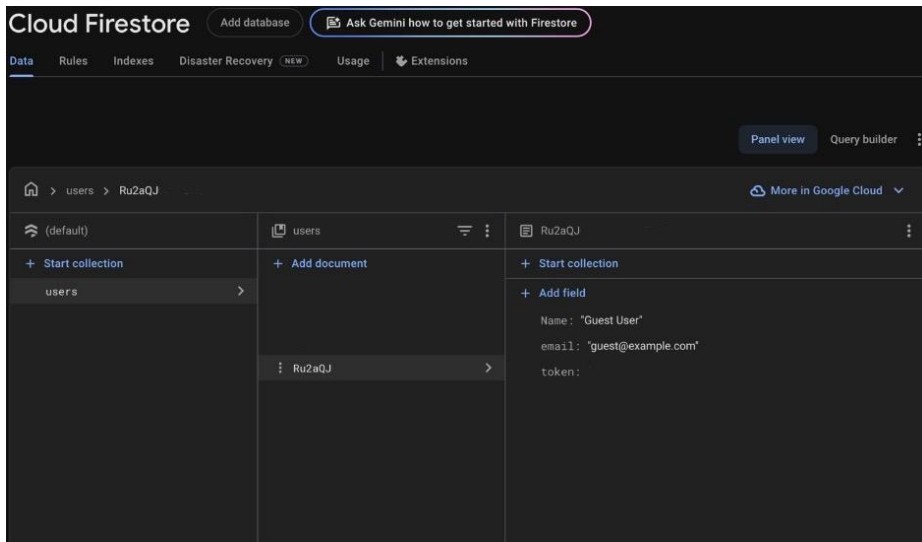 Cloud Firestore Add database Ask Gemini how to get started with Firestore
Data Rules Indexes Disaster Recovery NEW Usage Extensions
Panel view Query builder
> users > Ru2aQJ More in Google Cloud
(default) users Ru2aQJ
+ Start collection + Add document + Start collection
users > + Add field
Name: "Guest User"
email: "guest@example.com"
Ru2aQJ > token: